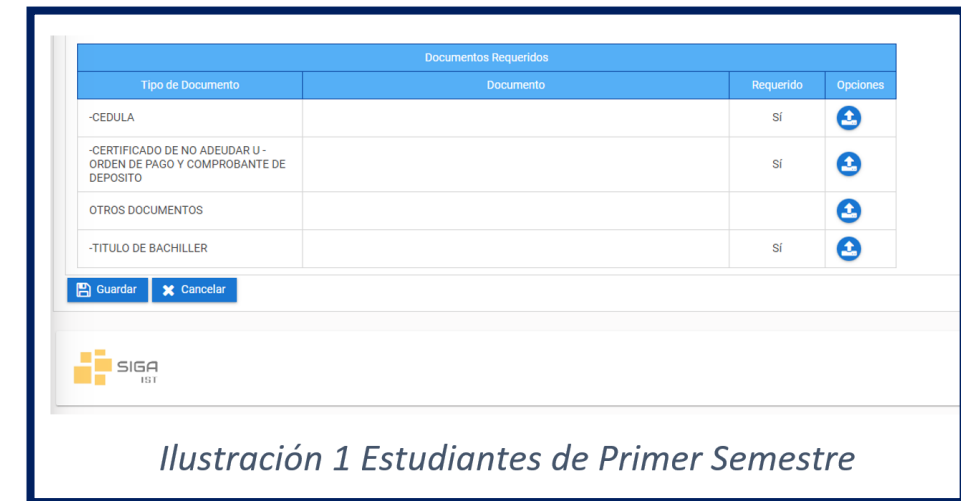 Documentos Requeridos
Tipo de Documento Documento Requerido Opciones
-CEDULA Sí
-CERTIFICADO DE NO ADEUDAR U -
ORDEN DE PAGO Y COMPROBANTE DE
DEPOSITO
Sí
OTROS DOCUMENTOS
-TITULO DE BACHILLER Sí
Guardar Cancelar
SIGA
IST
Ilustración 1 Estudiantes de Primer Semestre